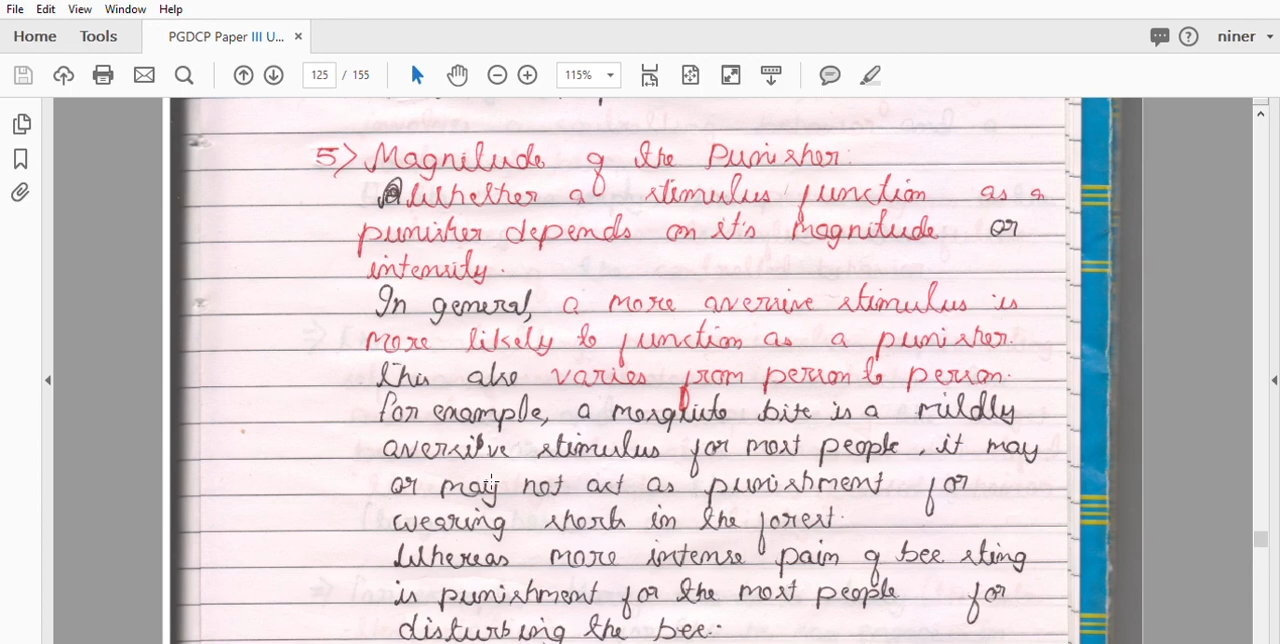 File Edit View Window Help
Home Tools PGDCP Paper III U... × niner
125 / 155 115%
5) Magnitude of the Punisher:
Whether a stimulus function as a
punisher depends on it's magnitude or
intensity.
In general, a more aversive stimulus is
more likely to function as a punisher.
This also varies from person to person.
For example, a mosquito bite is a mildly
aversive stimulus for most people, it may
or may not act as punishment for
wearing shorts in the forest.
Whereas more intense pain of bee sting
is punishment for the most people for
disturbing the bee:-